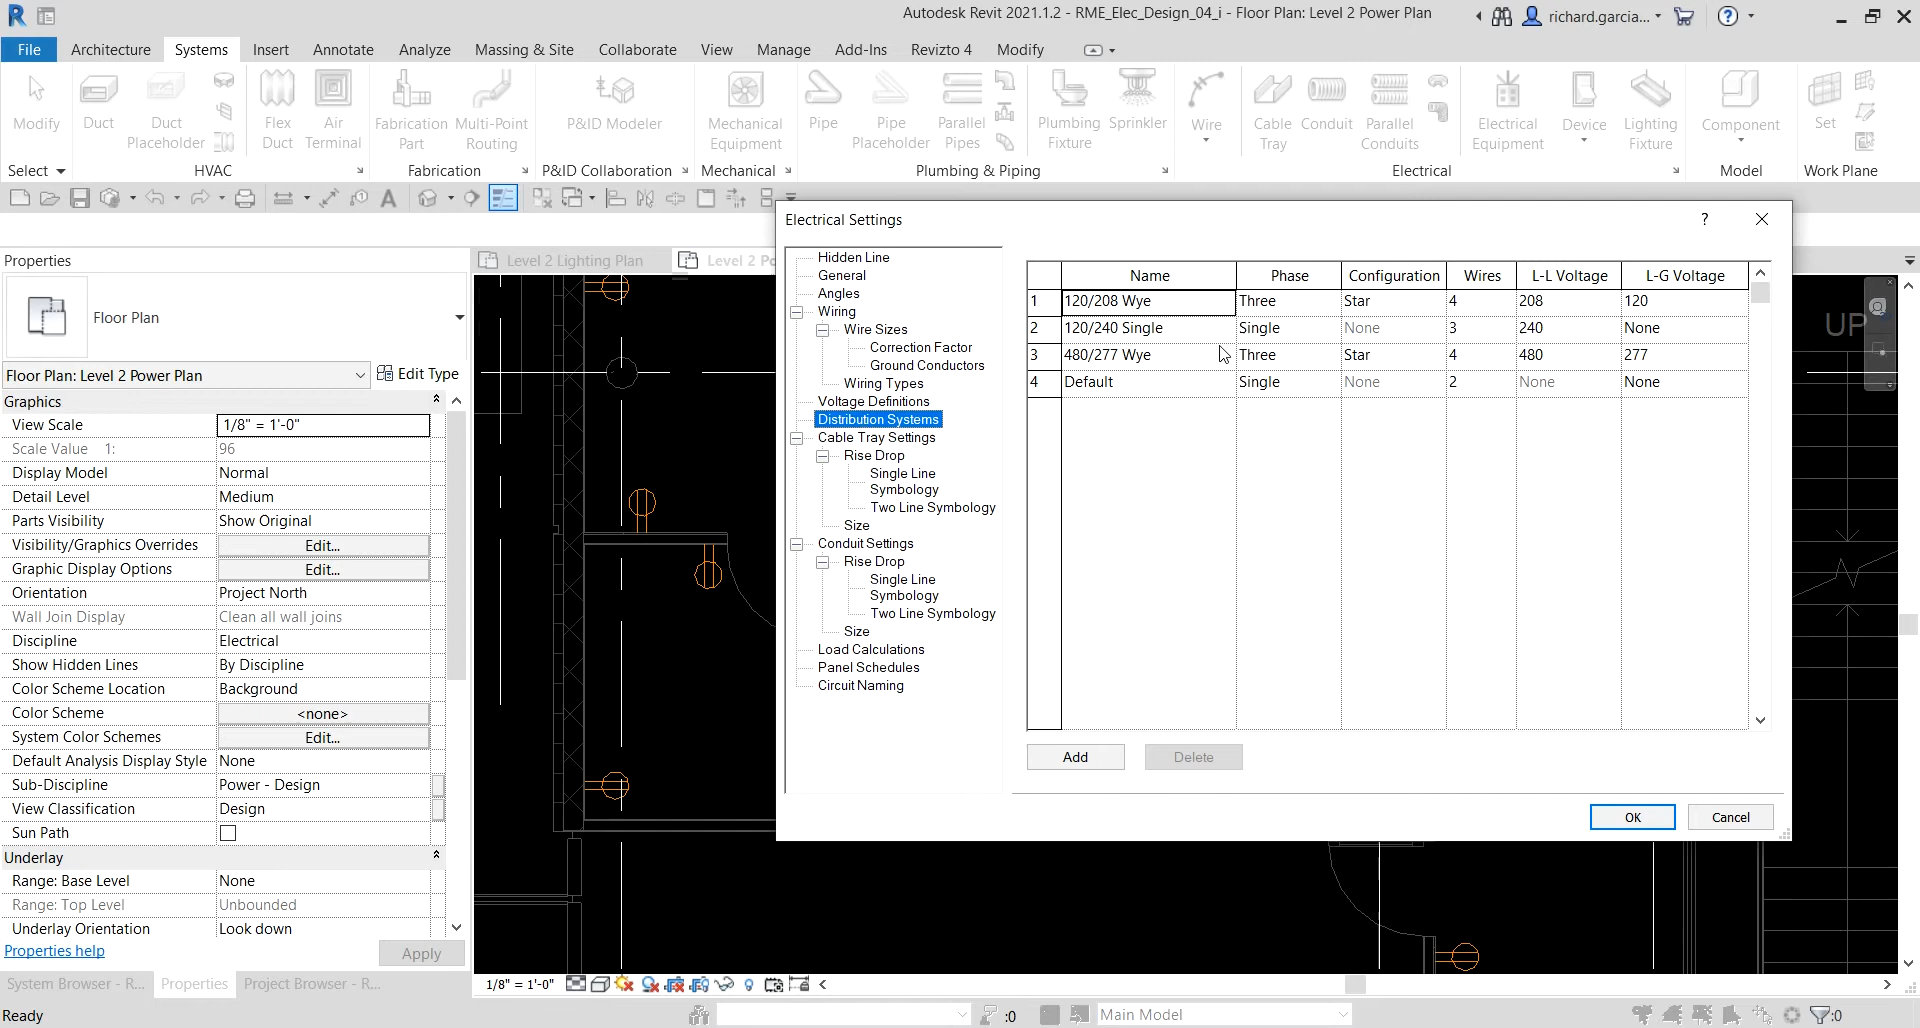 Autodesk Revit 2021.1.2 - RME_Elec_Design_04_i - Floor Plan: Level 2 Power Plan
richard.garcia...
File Architecture Systems Insert Annotate Analyze Massing & Site Collaborate View Manage Add-Ins Revizto 4 Modify
Modify
Duct
Duct Placeholder
Flex Duct
Air Terminal
Fabrication Part
Multi-Point Routing
P&ID Modeler
Mechanical Equipment
Pipe
Pipe Placeholder
Parallel Pipes
Plumbing Fixture
Sprinkler
Wire
Cable Tray
Conduit
Parallel Conduits
Electrical Equipment
Device
Lighting Fixture
Component
Set
Select HVAC Fabrication P&ID Collaboration Mechanical Plumbing & Piping Electrical Model Work Plane
Properties
Floor Plan
Floor Plan: Level 2 Power Plan
Edit Type
Graphics
View Scale 1/8" = 1'-0"
Scale Value 1: 96
Display Model Normal
Detail Level Medium
Parts Visibility Show Original
Visibility/Graphics Overrides Edit...
Graphic Display Options Edit...
Orientation Project North
Wall Join Display Clean all wall joins
Discipline Electrical
Show Hidden Lines By Discipline
Color Scheme Location Background
Color Scheme <none>
System Color Schemes Edit...
Default Analysis Display Style None
Sub-Discipline Power - Design
View Classification Design
Sun Path
Underlay
Range: Base Level None
Range: Top Level Unbounded
Underlay Orientation Look down
Properties help
Apply
System Browser - R... Properties Project Browser - R...
Level 2 Lighting Plan
Level 2 Po
UP
Electrical Settings
?
Hidden Line
General
Angles
Wiring
Wire Sizes
Correction Factor
Ground Conductors
Wiring Types
Voltage Definitions
Distribution Systems
Cable Tray Settings
Rise Drop
Single Line
Symbology
Two Line Symbology
Size
Conduit Settings
Rise Drop
Single Line
Symbology
Two Line Symbology
Size
Load Calculations
Panel Schedules
Circuit Naming
Name Phase Configuration Wires L-L Voltage L-G Voltage
1 120/208 Wye Three Star 4 208 120
2 120/240 Single Single None 3 240 None
3 480/277 Wye Three Star 4 480 277
4 Default Single None 2 None None
Add
Delete
OK
Cancel
1/8" = 1'-0"
Ready
:0
Main Model
:0